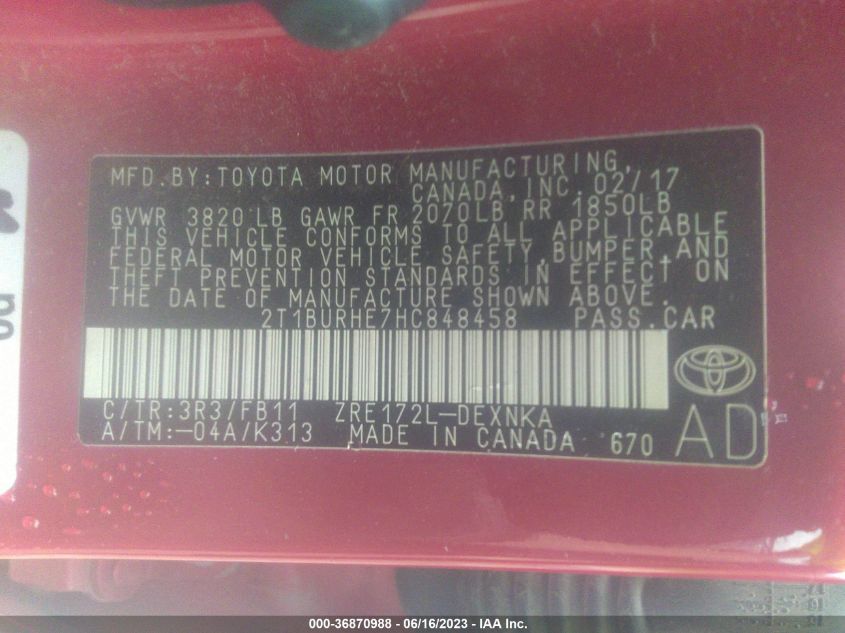 MFD.BY:TOYOTA MOTOR MANUFACTURING,
CANADA,INC. 02/17
GVWR 3820 LB GAWR FR 2070LB RR 1850LB
THIS VEHICLE CONFORMS TO ALL APPLICABLE
FEDERAL MOTOR VEHICLE SAFETY,BUMPER,AND
THEFT PREVENTION STANDARDS IN EFFECT ON
THE DATE OF MANUFACTURE SHOWN ABOVE.
2T1BURHE7HC848458 PASS.CAR
C/TR:3R3/FB11 ZRE172L-DEXNKA
A/TM:-04A/K313 MADE IN CANADA 670 AD
000-36870988 - 06/16/2023 - IAA Inc.